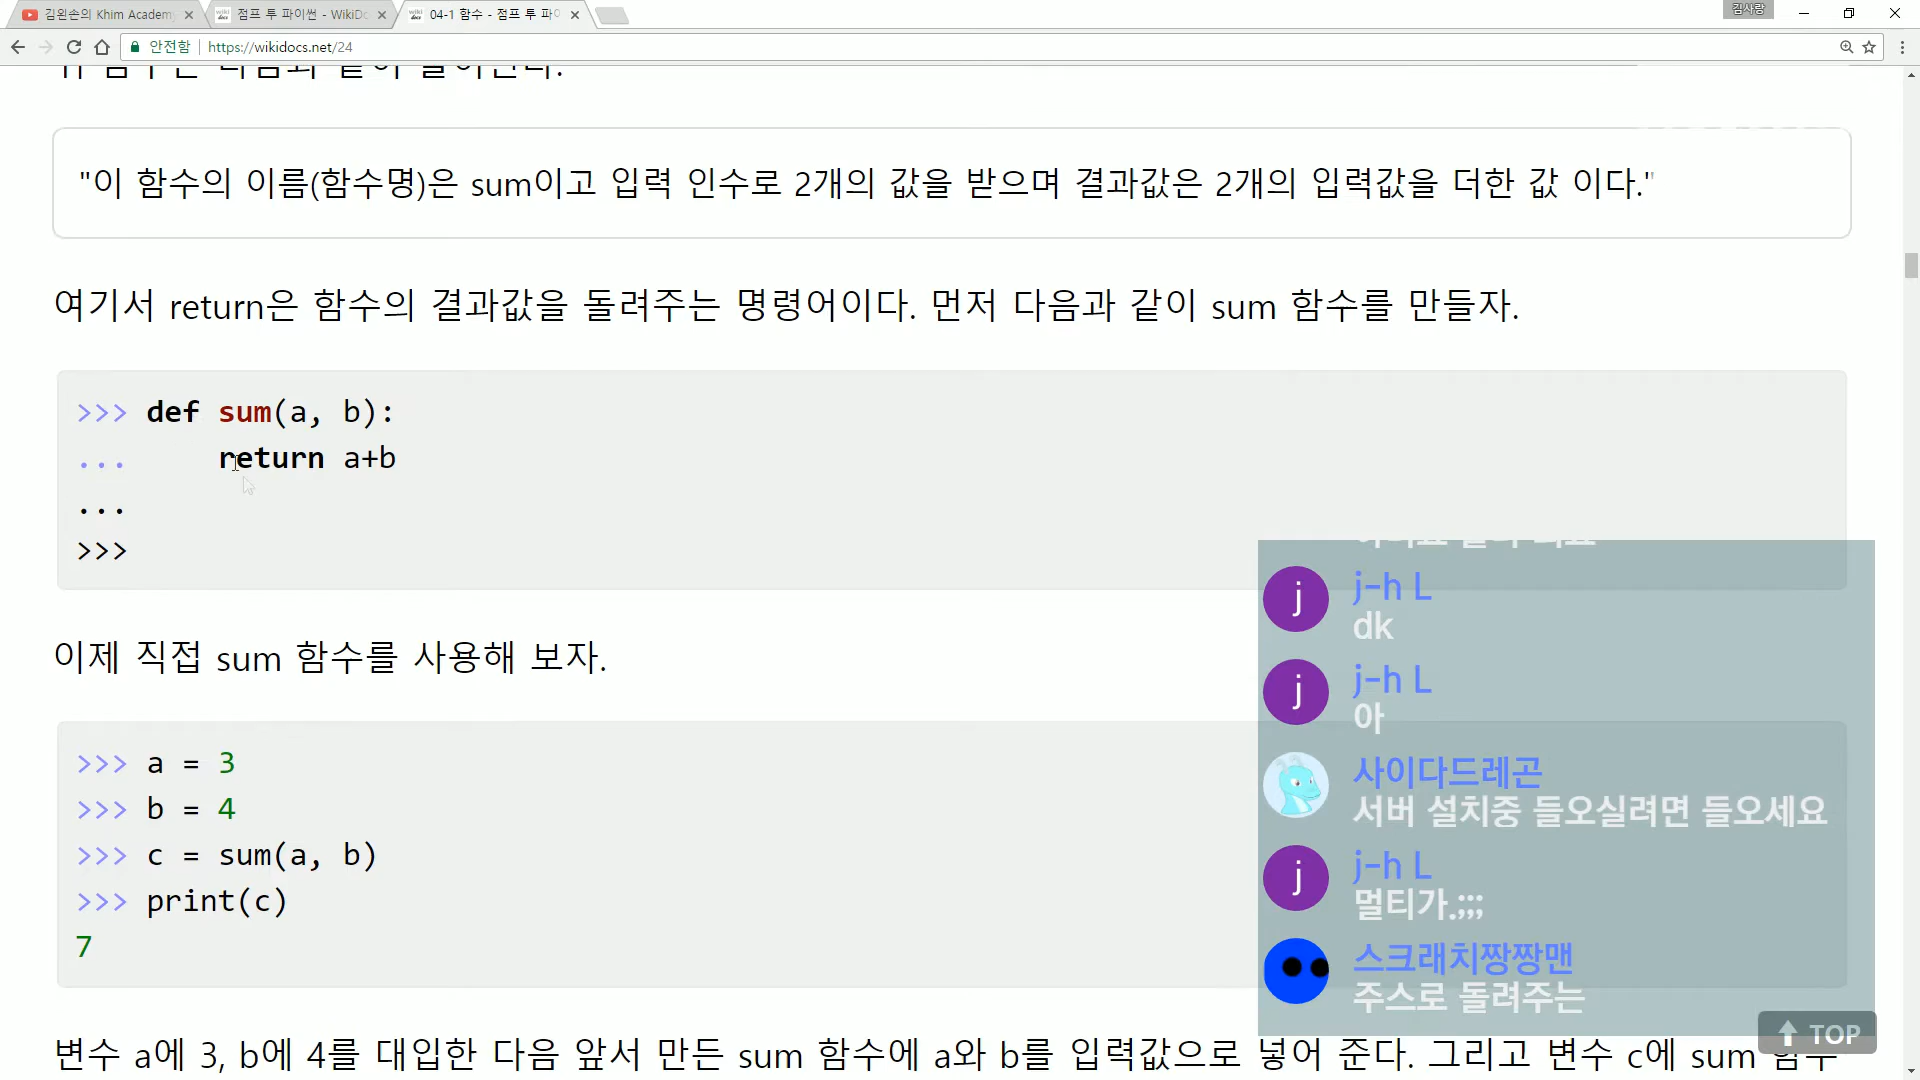 김왼손의 Khim Academy
점프 투 파이썬 - WikiDo
04-1 함수 - 점프 투 파이
김사랑
안전함
https://wikidocs.net/24
"이 함수의 이름(함수명)은 sum이고 입력 인수로 2개의 값을 받으며 결과값은 2개의 입력값을 더한 값 이다."
여기서 return은 함수의 결과값을 돌려주는 명령어이다. 먼저 다음과 같이 sum 함수를 만들자.
>>> def sum(a, b):
...     return a+b
...
>>>
이제 직접 sum 함수를 사용해 보자.
>>> a = 3
>>> b = 4
>>> c = sum(a, b)
>>> print(c)
7
변수 a에 3, b에 4를 대입한 다음 앞서 만든 sum 함수에 a와 b를 입력값으로 넣어 준다. 그리고 변수 c에 sum 함수
j
j-h L
dk
j
j-h L
아
사이다드레곤
서버 설치중 들오실려면 들오세요
j
j-h L
멀티가.;;;
스크래치짱짱맨
주스로 돌려주는
TOP